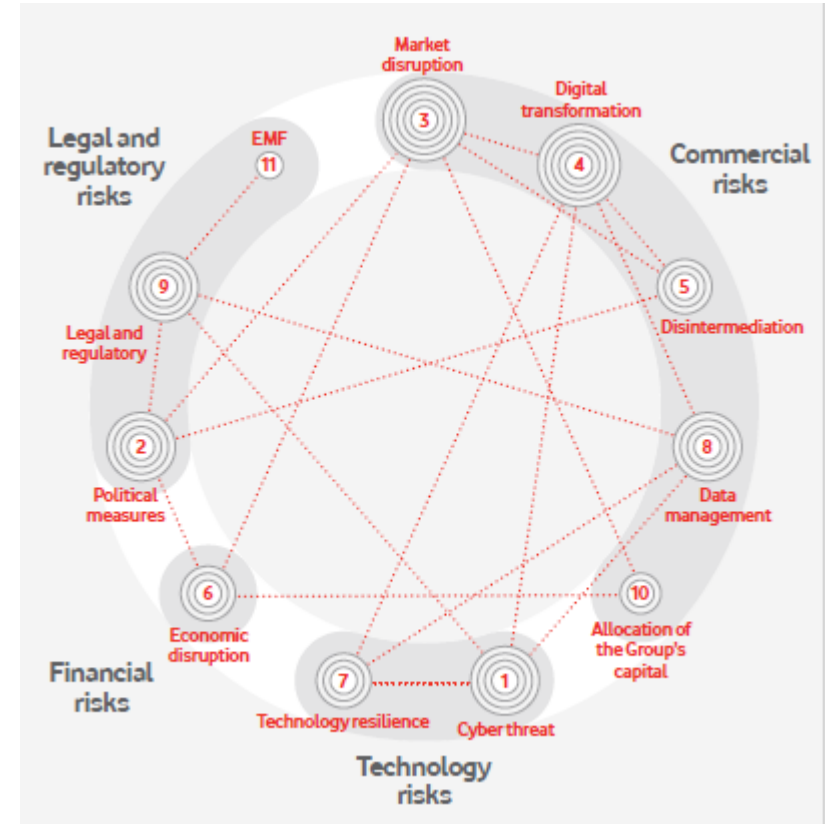 Market
disruption
3
Digital
transformation
4
Legal and
regulatory
risks
EMF
11
Commercial
risks
9
Legal and
regulatory
5
Disintermediation
2
Political
measures
8
Data
management
6
Economic
disruption
10
Allocation of
the Group's
capital
Financial
risks
7
Technology resilience
1
Cyber threat
Technology
risks